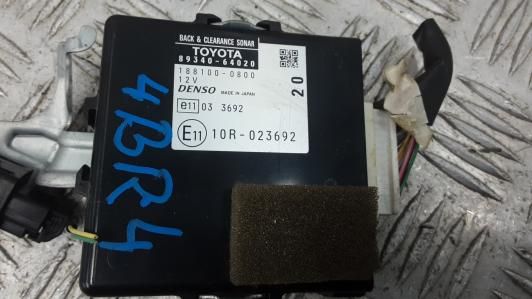 BACK & CLEARANCE SONAR
TOYOTA
89340-64020
188100-0800
12V
DENSO MADE IN JAPAN
e11 03 3692
E11 10R-023692
20
4BR4